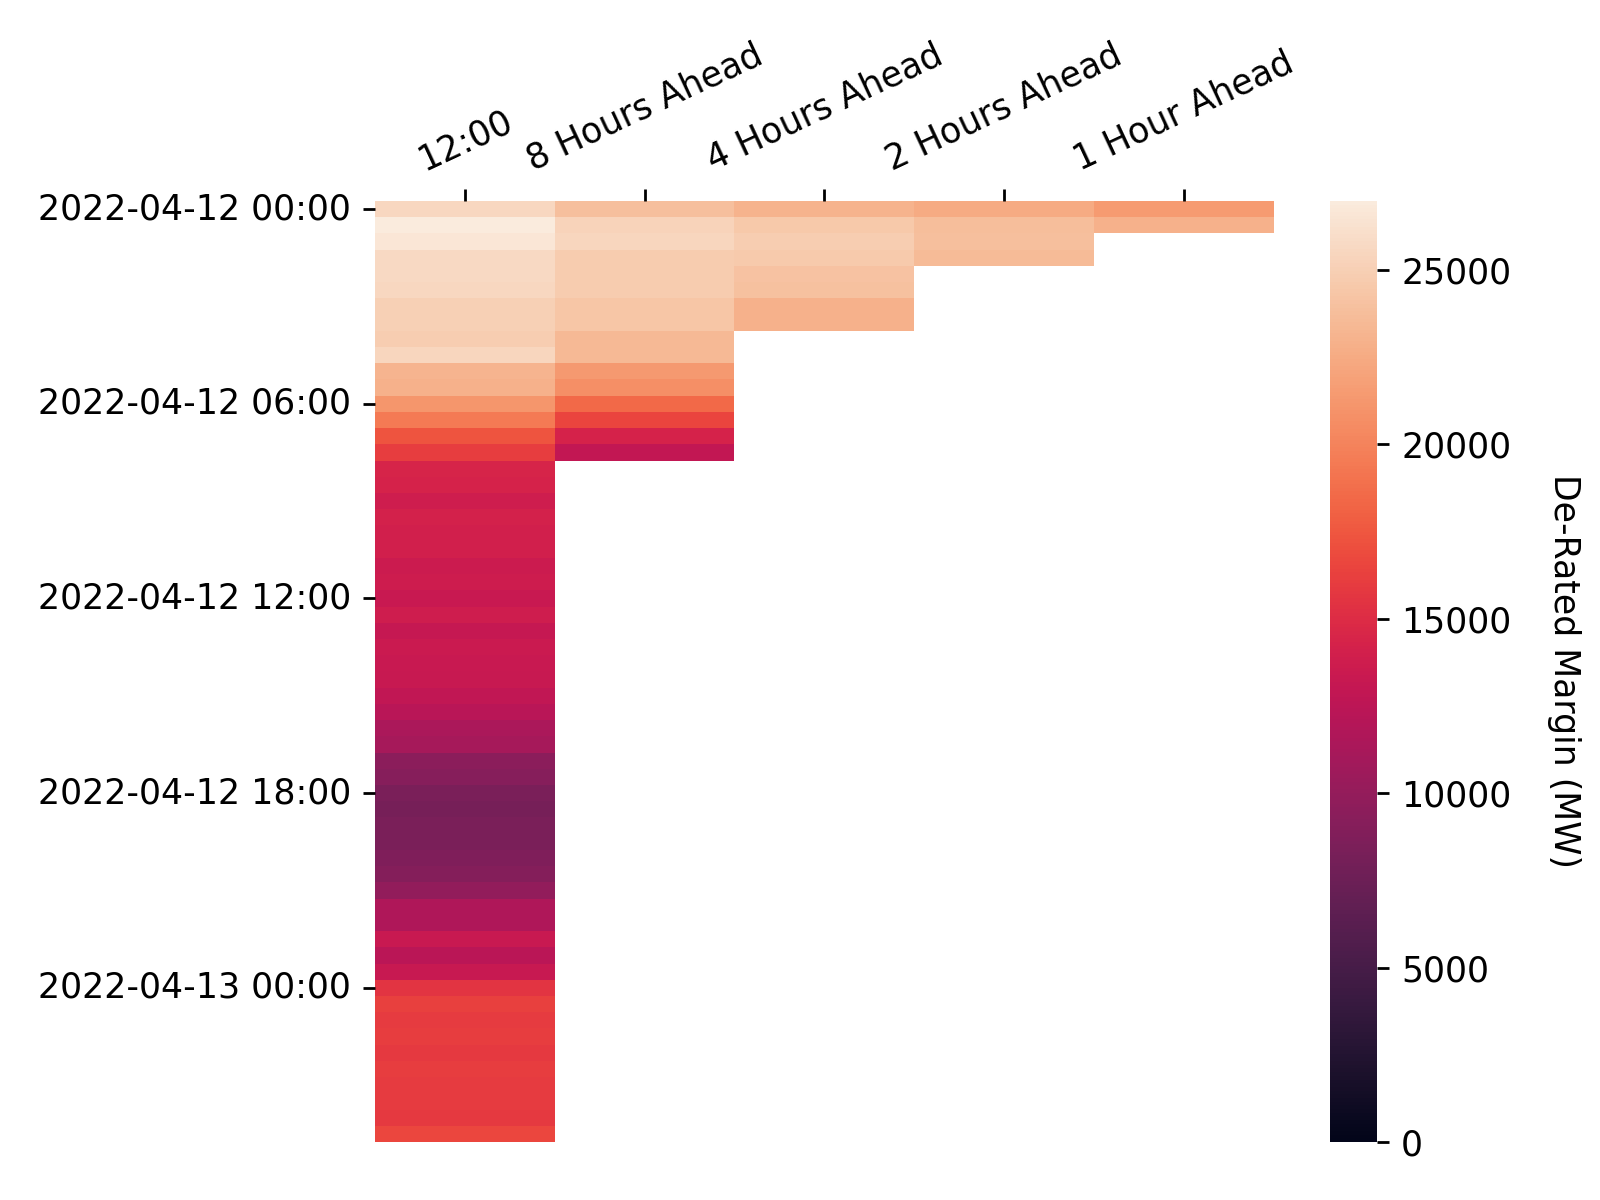 12:00
8 Hours Ahead
4 Hours Ahead
2 Hours Ahead
1 Hour Ahead
2022-04-12 00:00
2022-04-12 06:00
2022-04-12 12:00
2022-04-12 18:00
2022-04-13 00:00
25000
20000
15000
10000
5000
0
De-Rated Margin (MW)